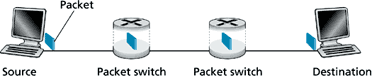 Packet
Source
Packet switch
Packet switch
Destination